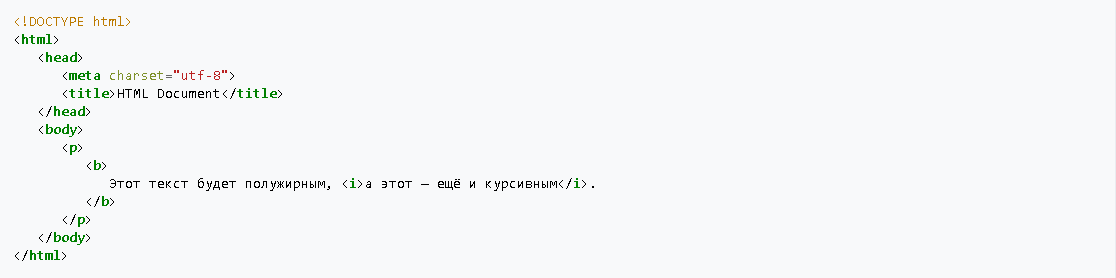 <!DOCTYPE html>
<html>
   <head>
      <meta charset="utf-8">
      <title>HTML Document</title>
   </head>
   <body>
      <p>
         <b>
            Этот текст будет полужирным, <i>а этот — ещё и курсивным</i>.
         </b>
      </p>
   </body>
</html>